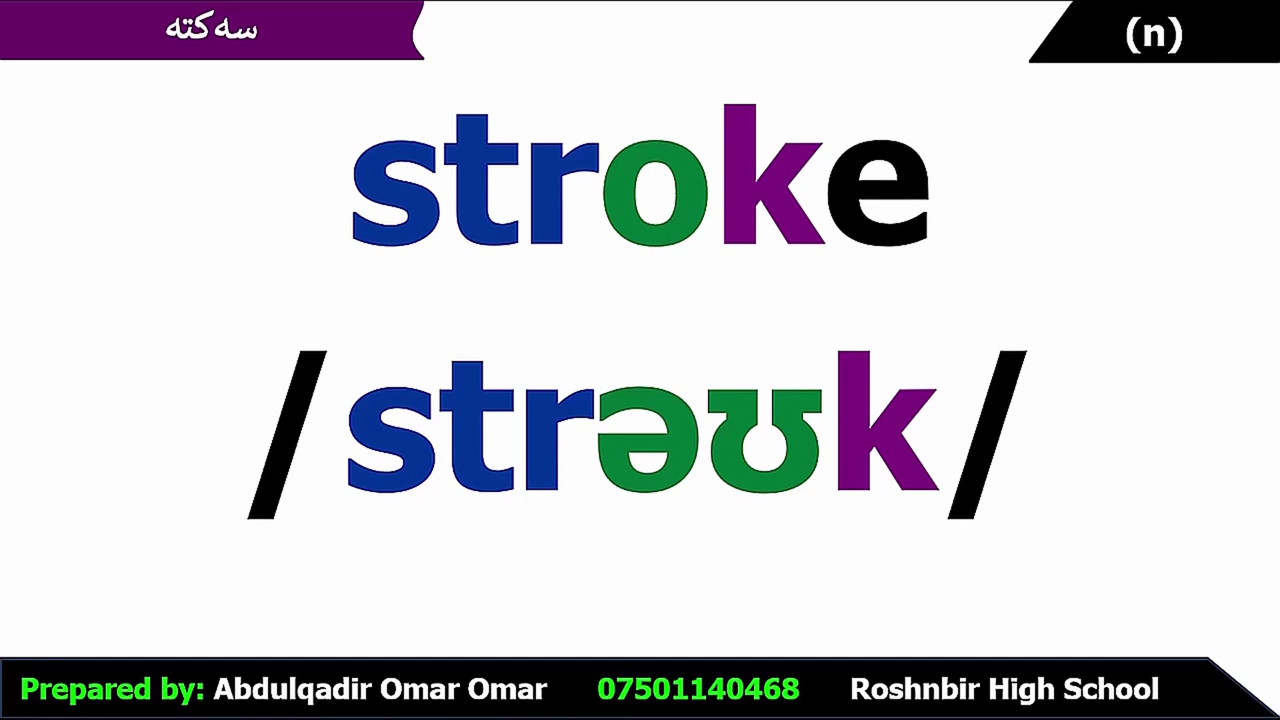 سەکتە
(n)
stroke
/strəʊk/
Prepared by: Abdulqadir Omar Omar 07501140468 Roshnbir High School